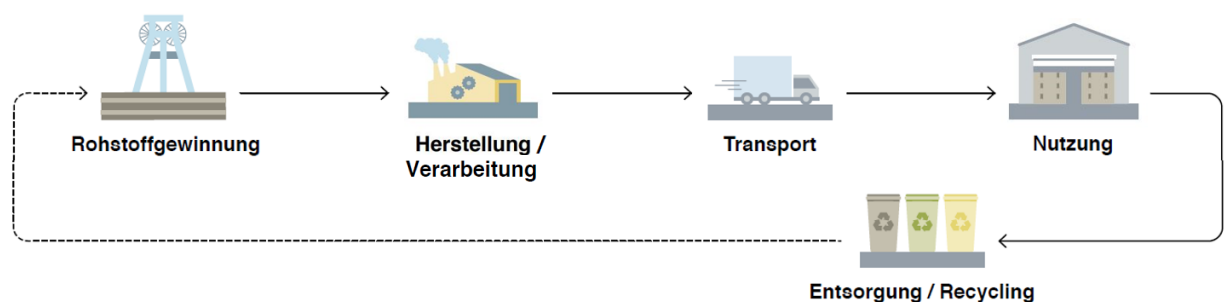 Rohstoffgewinnung
Herstellung /
Verarbeitung
Transport
Nutzung
Entsorgung / Recycling